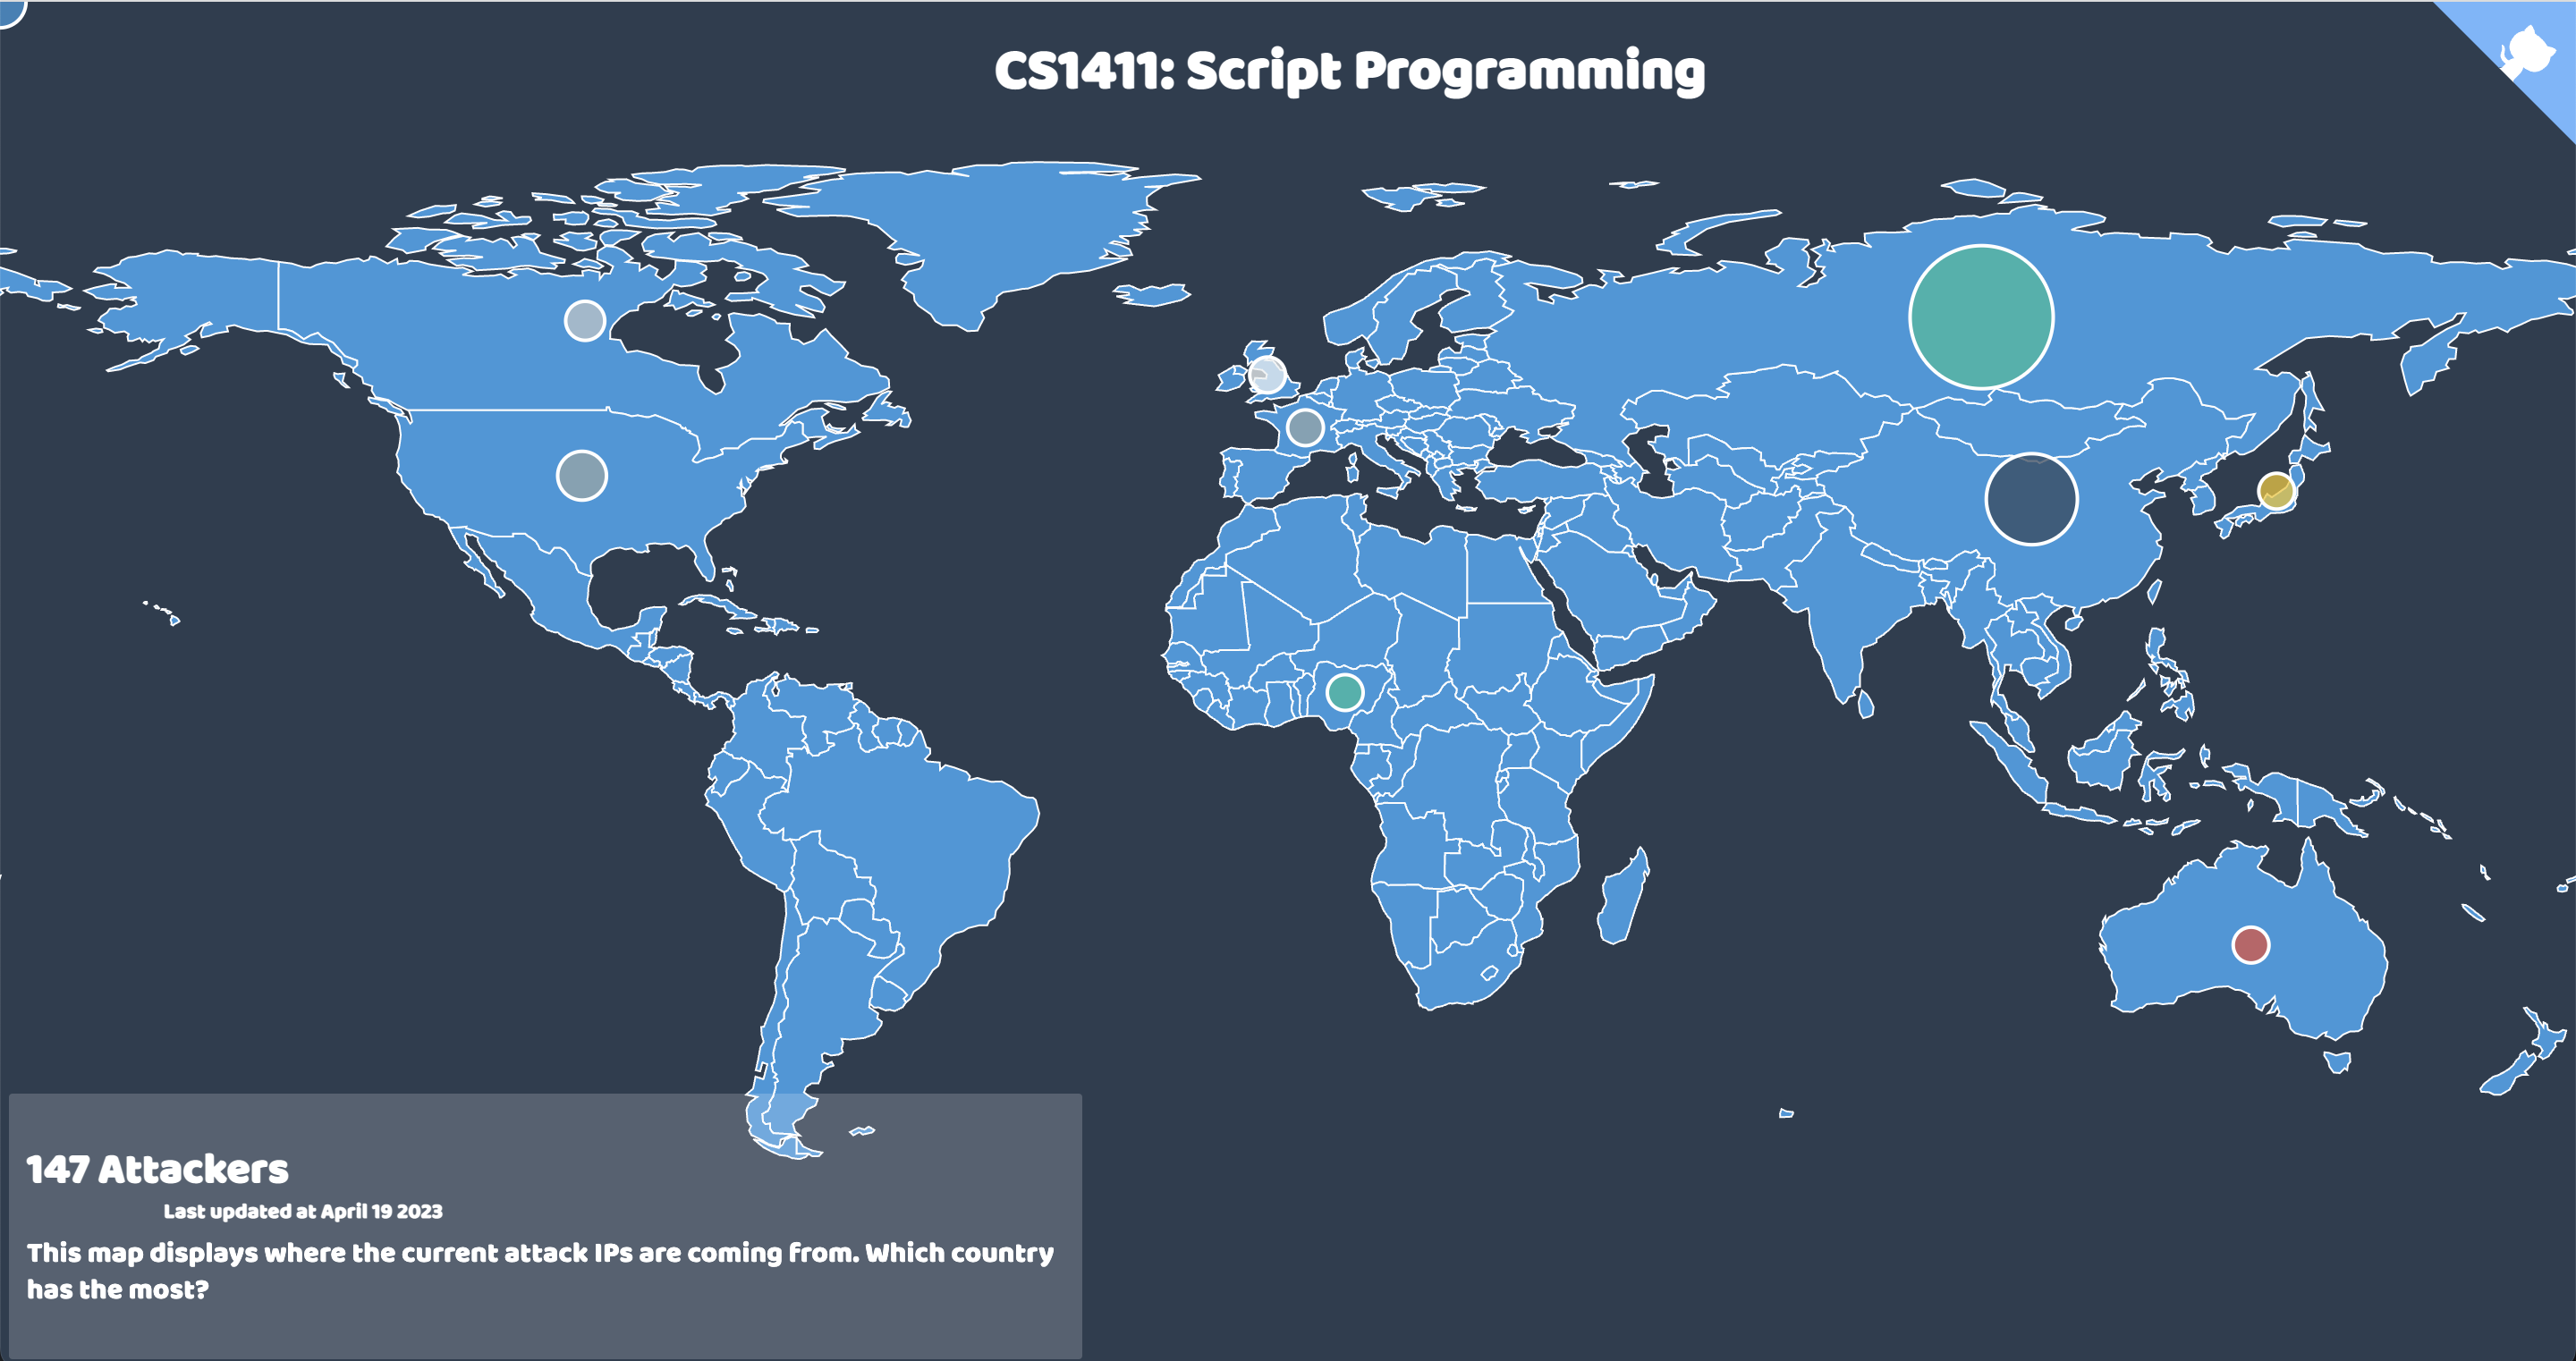 CS1411: Script Programming
147 Attackers
Last updated at April 19 2023
This map displays where the current attack IPs are coming from. Which country
has the most?